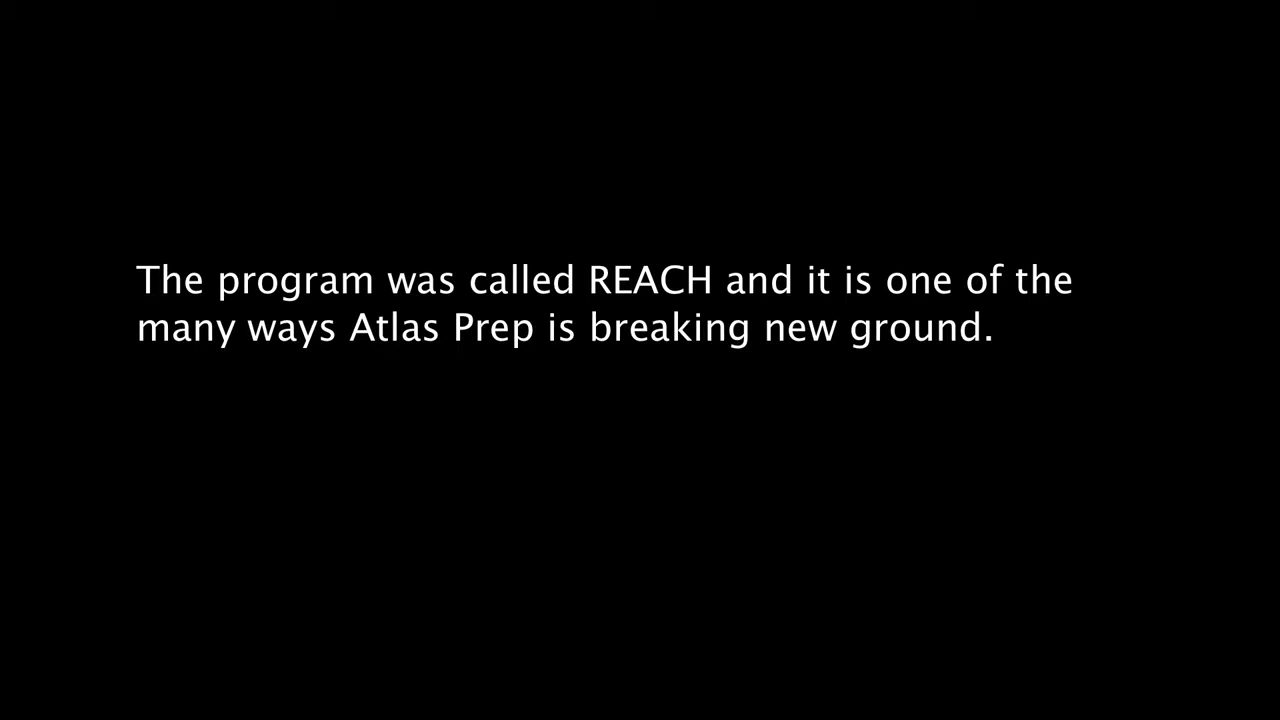 The program was called REACH and it is one of the
many ways Atlas Prep is breaking new ground.